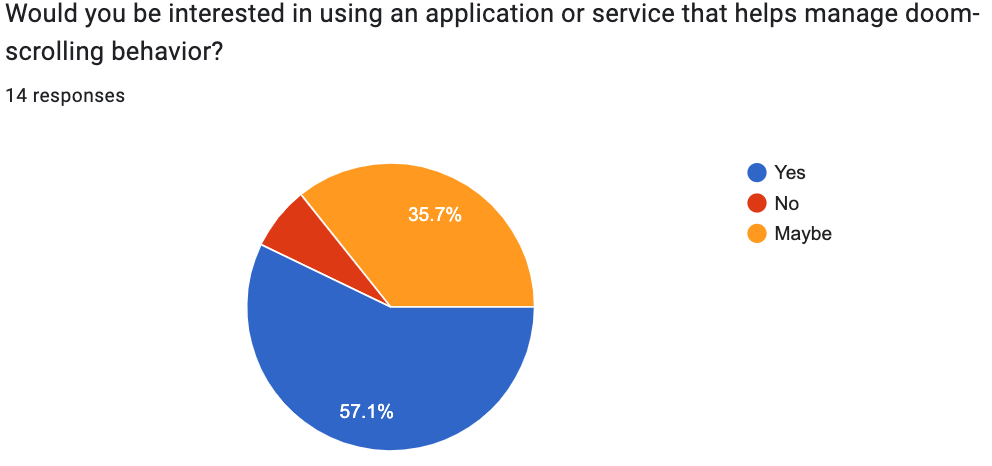 Would you be interested in using an application or service that helps manage doom-
scrolling behavior?
14 responses
Yes
No
Maybe
35.7%
57.1%